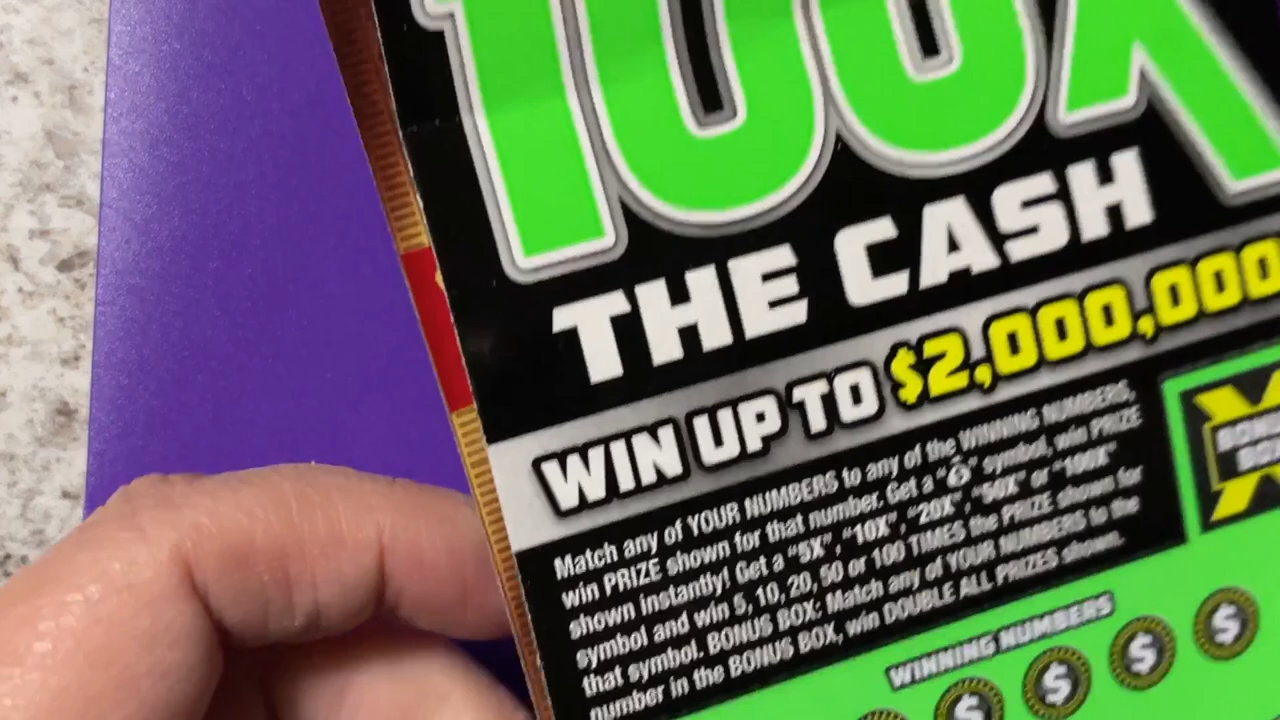 100X
THE CASH
WIN UP TO $2,000,000
Match any of YOUR NUMBERS to any of the WINNING NUMBERS,
win PRIZE shown for that number. Get a "" symbol, win PRIZE
shown instantly! Get a "5X", "10X", "20X", "50X" or "100X"
symbol and win 5, 10, 20, 50 or 100 TIMES the PRIZE shown for
that symbol. BONUS BOX: Match any of YOUR NUMBERS to the
number in the BONUS BOX, win DOUBLE ALL PRIZES shown.
BONUS
BOX
WINNING NUMBERS
$ $ $ $